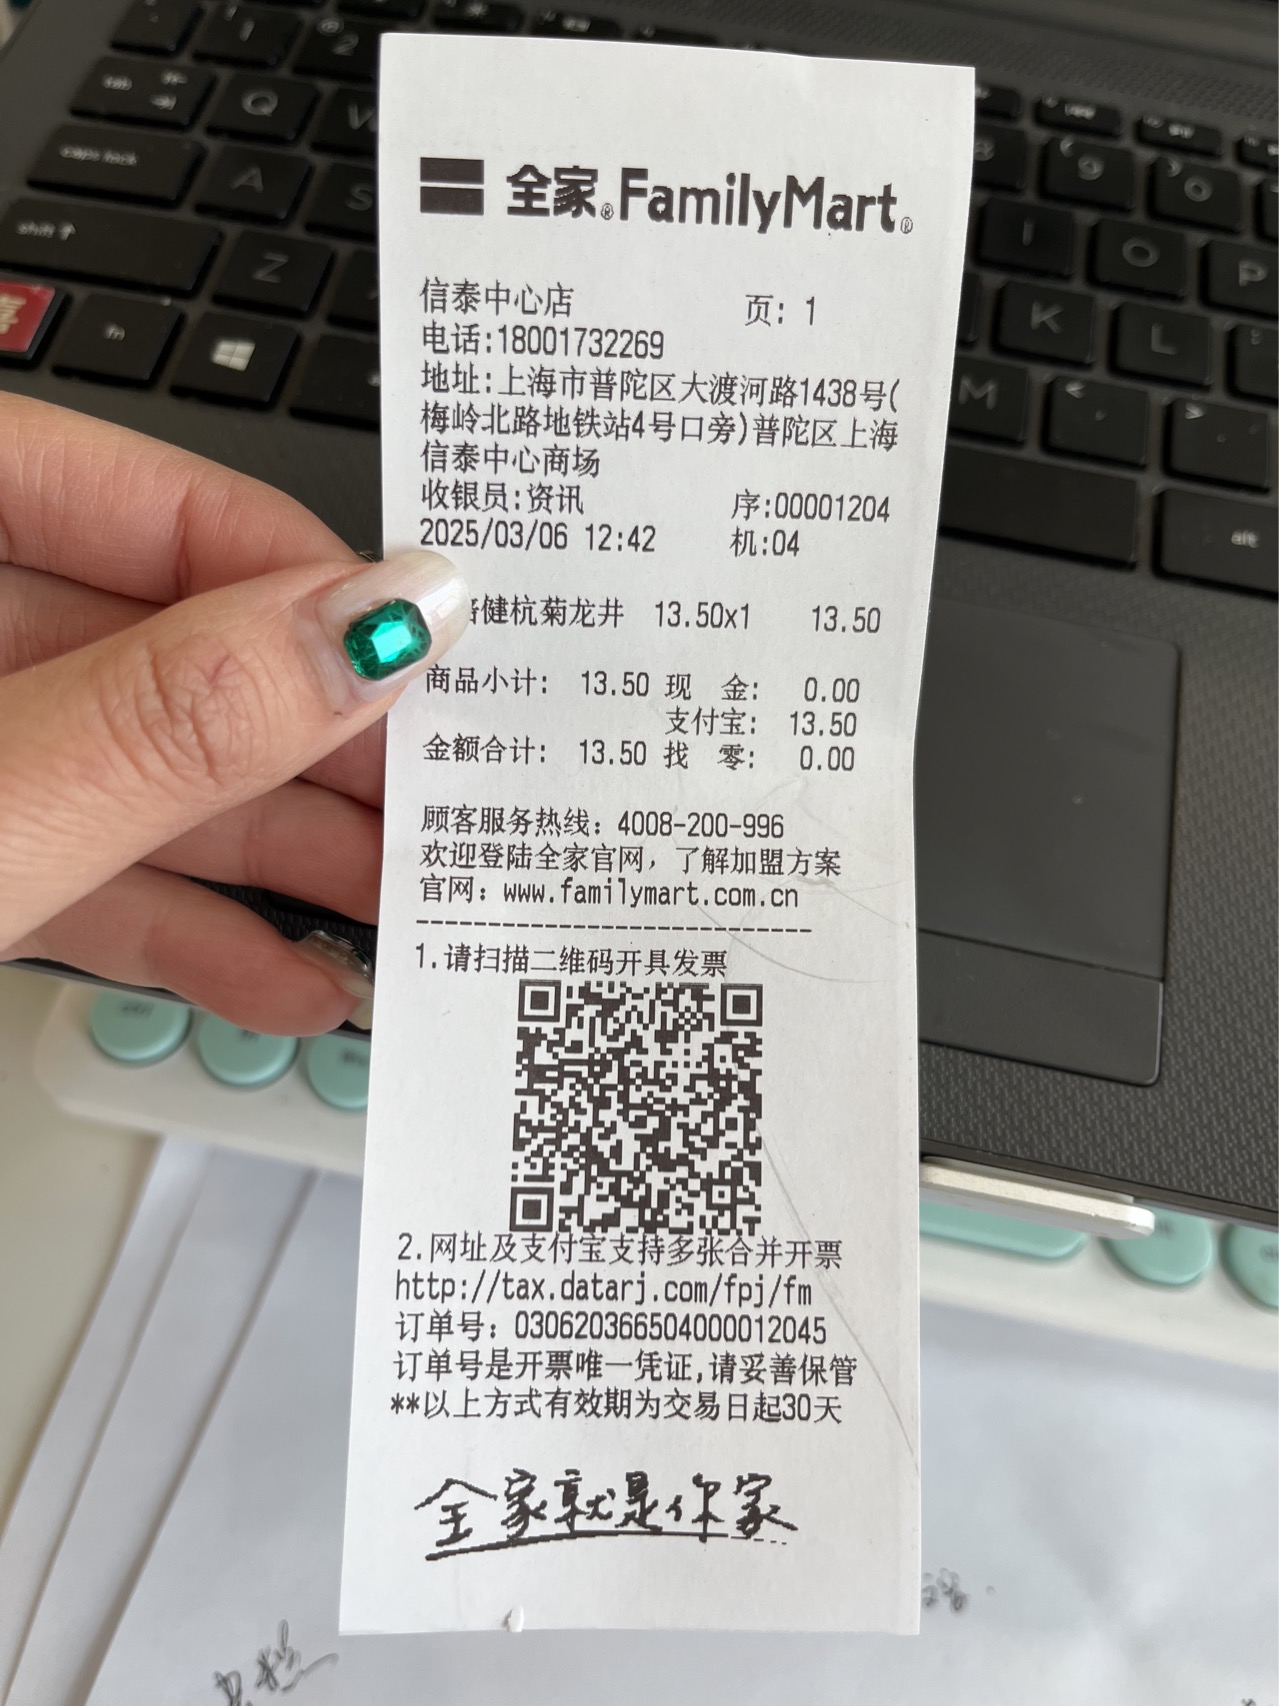 全家® FamilyMart®
信泰中心店 页: 1
电话:18001732269
地址:上海市普陀区大渡河路1438号(
梅岭北路地铁站4号口旁)普陀区上海
信泰中心商场
收银员:资讯 序:00001204
2025/03/06 12:42 机:04
健杭菊龙井 13.50x1 13.50
商品小计: 13.50 现 金: 0.00
支付宝: 13.50
金额合计: 13.50 找 零: 0.00
顾客服务热线: 4008-200-996
欢迎登陆全家官网, 了解加盟方案
官网: www.familymart.com.cn
1.请扫描二维码开具发票
2.网址及支付宝支持多张合并开票
http://tax.datarj.com/fpj/fm
订单号: 030620366504000012045
订单号是开票唯一凭证,请妥善保管
**以上方式有效期为交易日起30天
全家就是你家
caps lock
shift
fn
Q
A
S
Z
I
O
P
K
L
M
alt